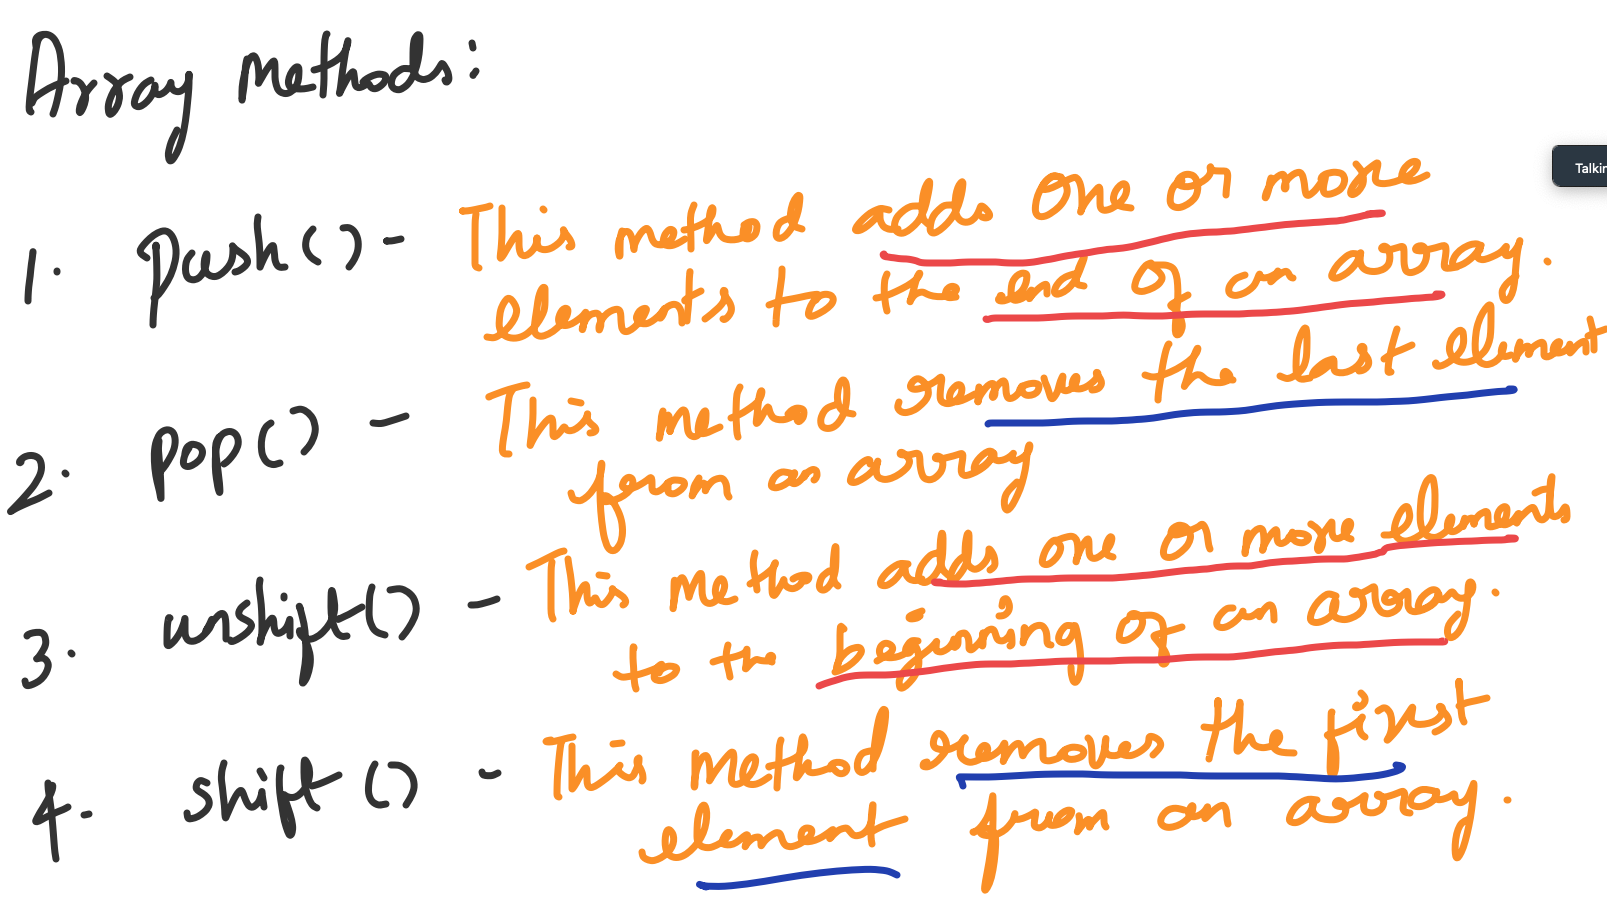 Array Methods:
Talkin
1. Push() - This method adds one or more
elements to the end of an array.
2. Pop() - This method removes the last element
from an array
3. unshift() - This method adds one or more elements
to the beginning of an array.
4. shift() - This method removes the first
element from an array.